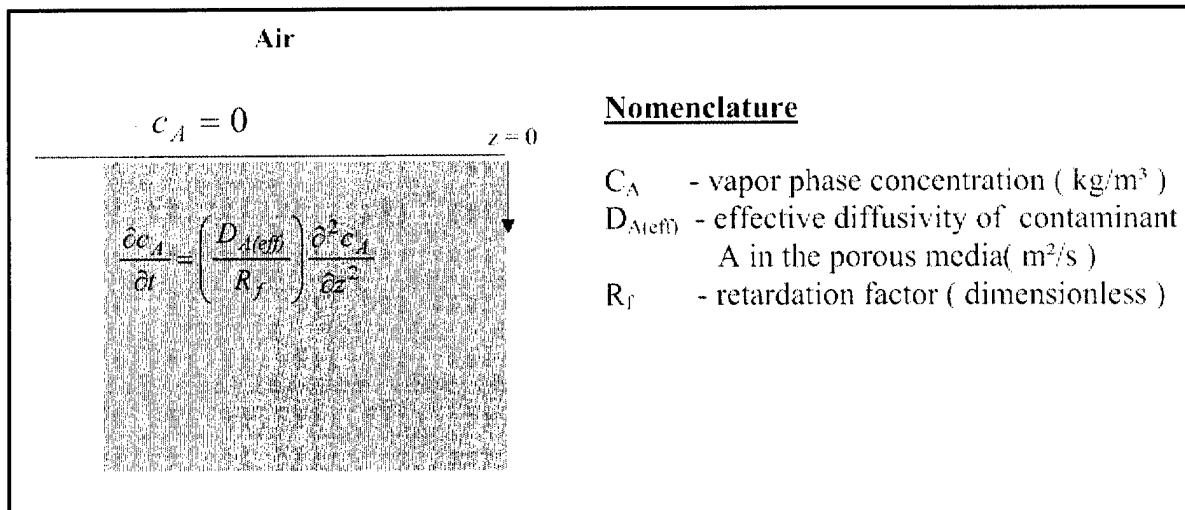 Air
c_A = 0
z = 0
∂c_A/∂t = (D_A(eff)/R_f) ∂²c_A/∂z²
Nomenclature
C_A - vapor phase concentration ( kg/m³ )
D_A(eff) - effective diffusivity of contaminant
A in the porous media( m²/s )
R_f - retardation factor ( dimensionless )